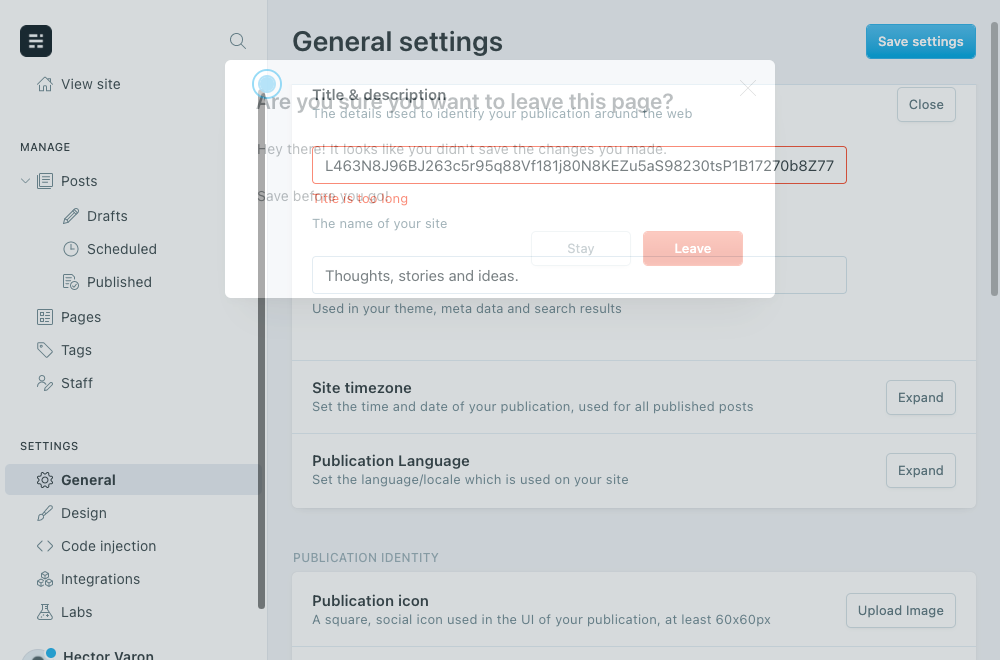 General settings
Save settings
View site
Title & description
Close
Are you sure you want to leave this page?
The details used to identify your publication around the web
MANAGE
Hey there! It looks like you didn't save the changes you made.
L463N8J96BJ263c5r95q88Vf181j80N8KEZu5aS98230tsP1B17270b8Z77
Posts
Save before you go!
Title is too long
Drafts
The name of your site
Scheduled
Stay
Leave
Published
Thoughts, stories and ideas.
Used in your theme, meta data and search results
Pages
Tags
Staff
Site timezone
Set the time and date of your publication, used for all published posts
Expand
SETTINGS
Publication Language
Set the language/locale which is used on your site
Expand
General
Design
Code injection
Integrations
Labs
PUBLICATION IDENTITY
Publication icon
A square, social icon used in the UI of your publication, at least 60x60px
Upload Image
Hector Varon